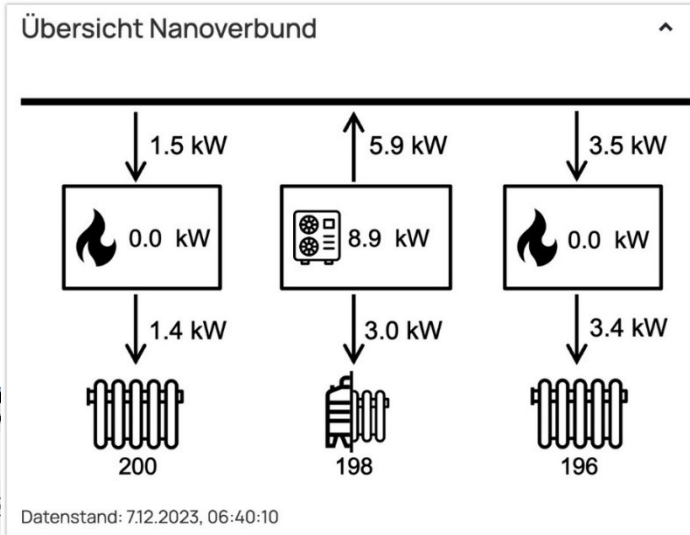 Übersicht Nanoverbund
1.5 kW 5.9 kW 3.5 kW
0.0 kW 8.9 kW 0.0 kW
1.4 kW 3.0 kW 3.4 kW
200 198 196
Datenstand: 7.12.2023, 06:40:10